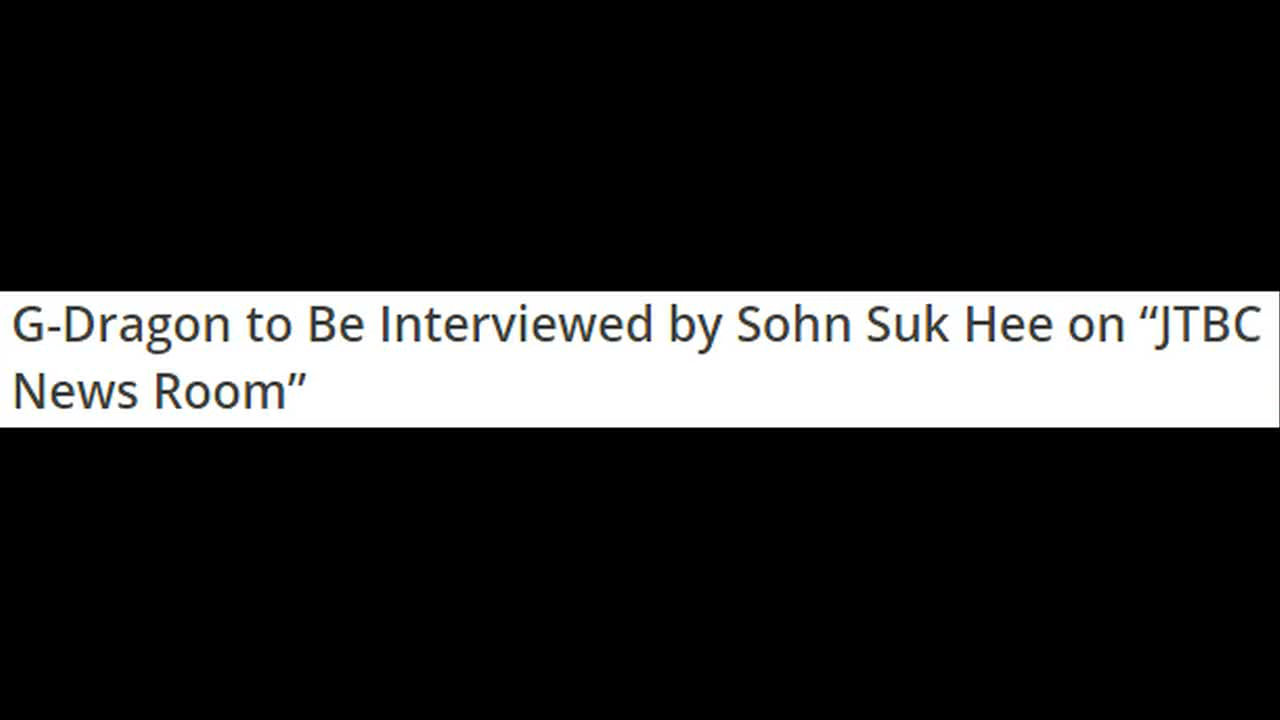 G-Dragon to Be Interviewed by Sohn Suk Hee on “JTBC
News Room”